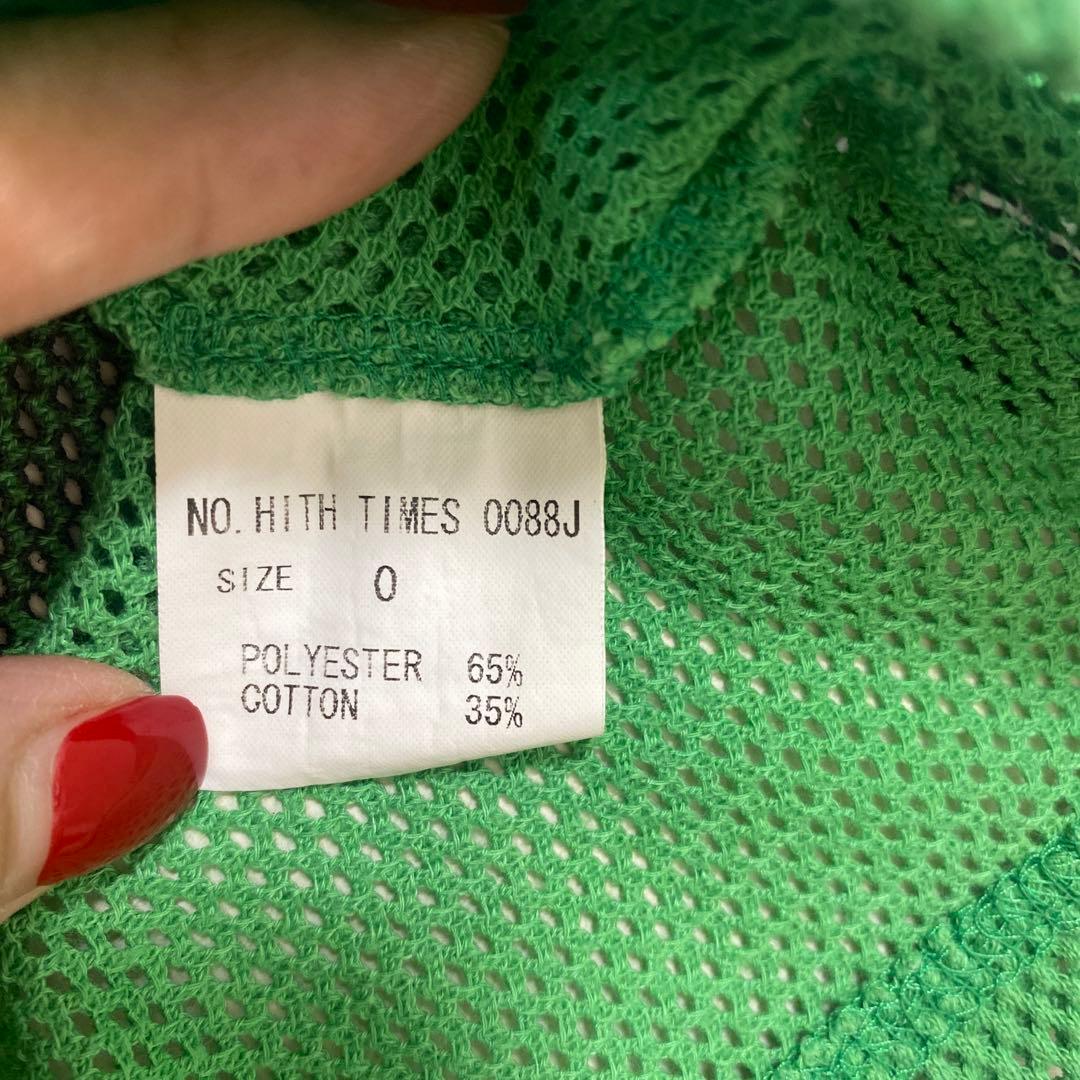 NO. HITH TIMES 0088J
SIZE 0
POLYESTER 65%
COTTON 35%